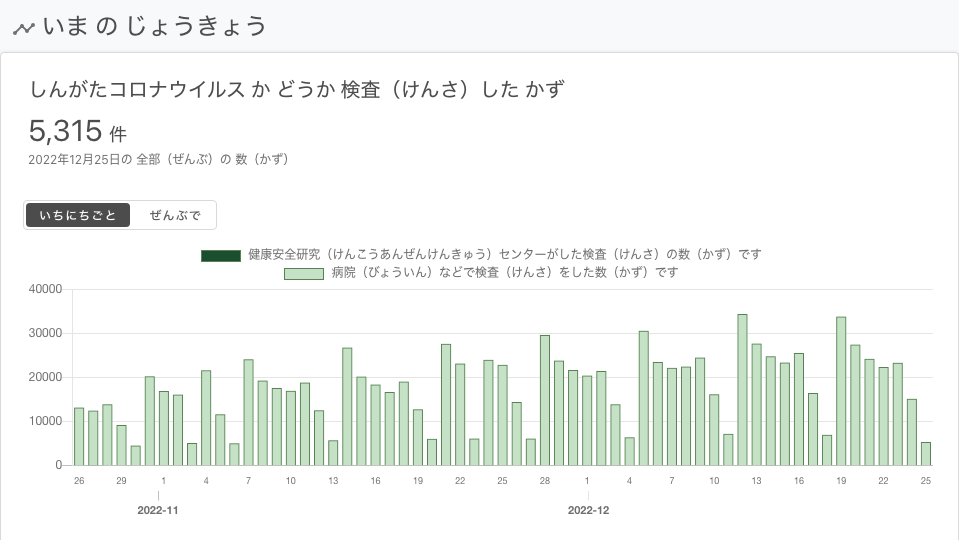 いま の じょうきょう
しんがたコロナウイルス か どうか 検査（けんさ）した かず
5,315 件
2022年12月25日の 全部（ぜんぶ）の 数（かず）
いちにちごと ぜんぶで
健康安全研究（けんこうあんぜんけんきゅう）センターがした検査（けんさ）の数（かず）です
病院（びょういん）などで検査（けんさ）をした数（かず）です
40000
30000
20000
10000
0
26 29 1 4 7 10 13 16 19 22 25 28 1 4 7 10 13 16 19 22 25
2022-11 2022-12